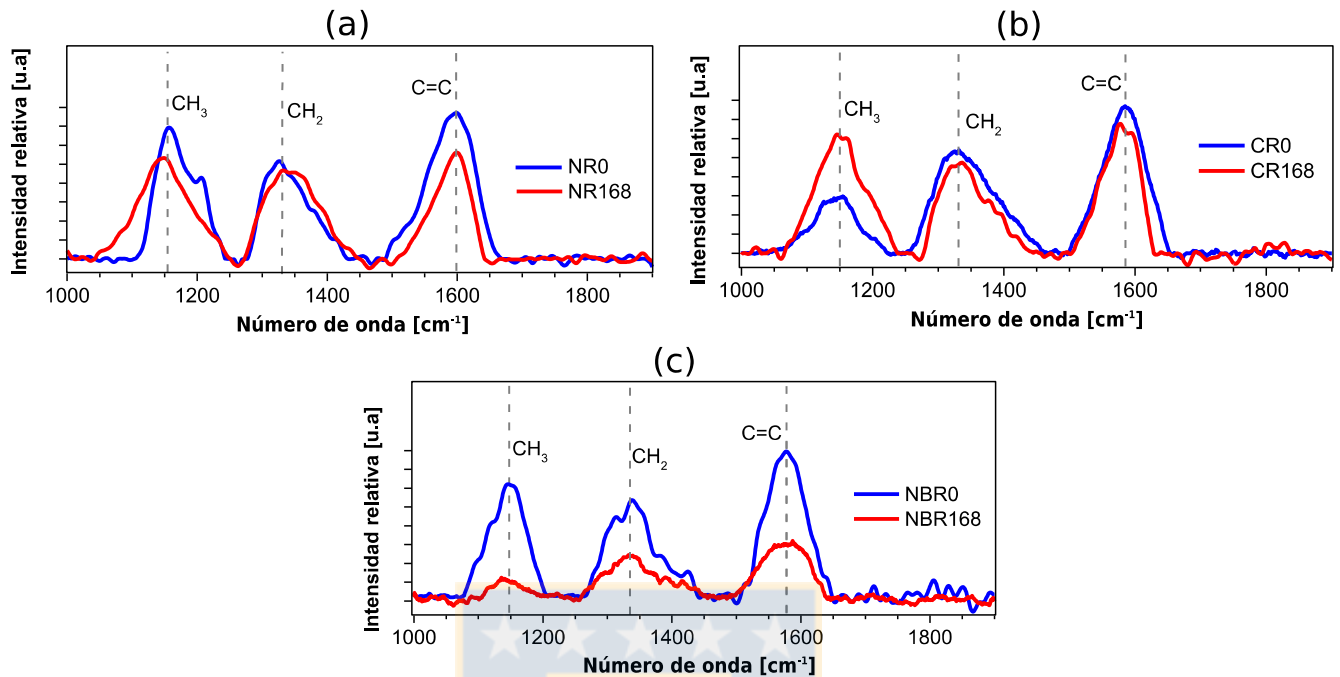 (a)
Intensidad relativa [u.a]
CH₃
CH₂
C=C
NR0
NR168
1000 1200 1400 1600 1800
Número de onda [cm⁻¹]
(b)
Intensidad relativa [u.a]
CH₃
CH₂
C=C
CR0
CR168
1000 1200 1400 1600 1800
Número de onda [cm⁻¹]
(c)
Intensidad relativa [u.a]
CH₃
CH₂
C=C
NBR0
NBR168
1000 1200 1400 1600 1800
Número de onda [cm⁻¹]